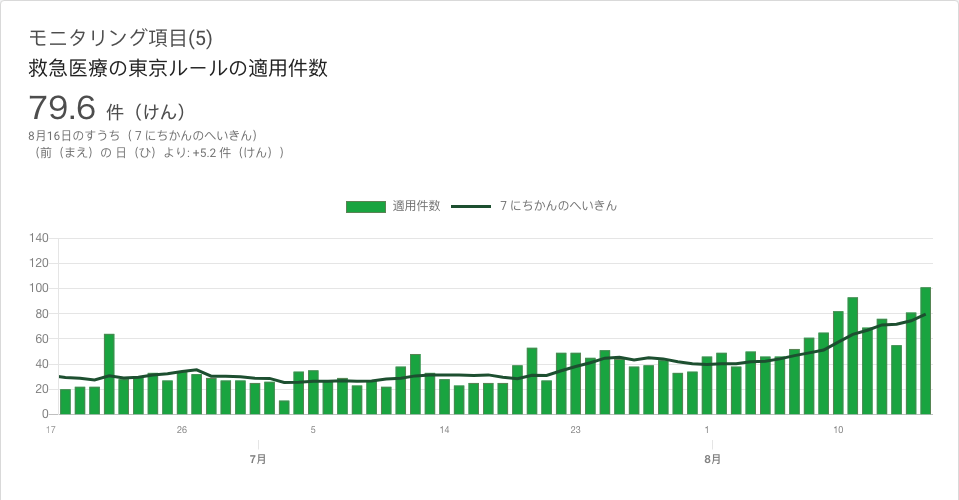 モニタリング項目(5)
救急医療の東京ルールの適用件数
79.6 件（けん）
8月16日のすうち（７にちかんのへいきん）
（前（まえ）の 日（ひ）より: +5.2 件（けん））
適用件数 ７にちかんのへいきん
140
120
100
80
60
40
20
0
17 26 5 14 23 1 10
7月 8月